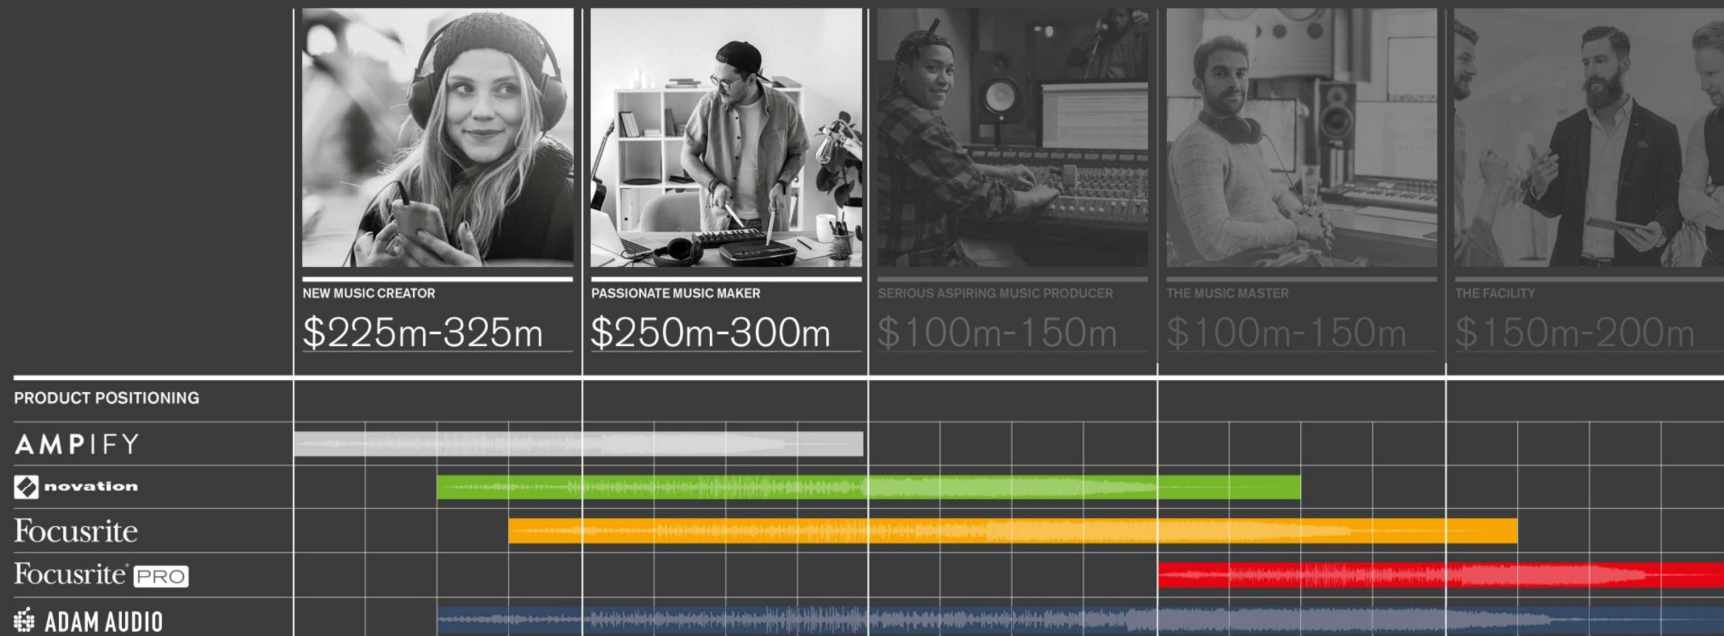 NEW MUSIC CREATOR
$225m-325m
PASSIONATE MUSIC MAKER
$250m-300m
SERIOUS ASPIRING MUSIC PRODUCER
$100m-150m
THE MUSIC MASTER
$100m-150m
THE FACILITY
$150m-200m
PRODUCT POSITIONING
AMPIFY
novation
Focusrite
Focusrite® PRO
ADAM AUDIO